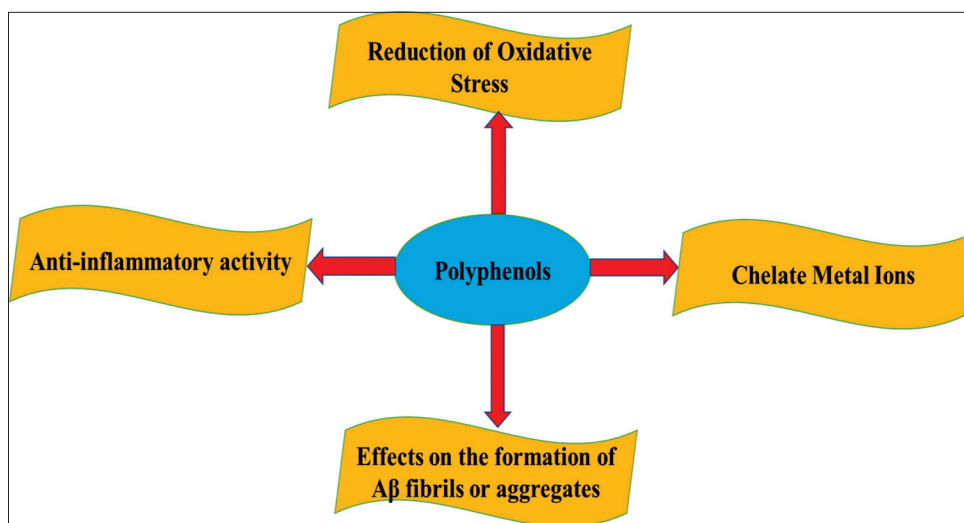 Reduction of Oxidative
Stress
Anti-inflammatory activity
Polyphenols
Chelate Metal Ions
Effects on the formation of
Aβ fibrils or aggregates